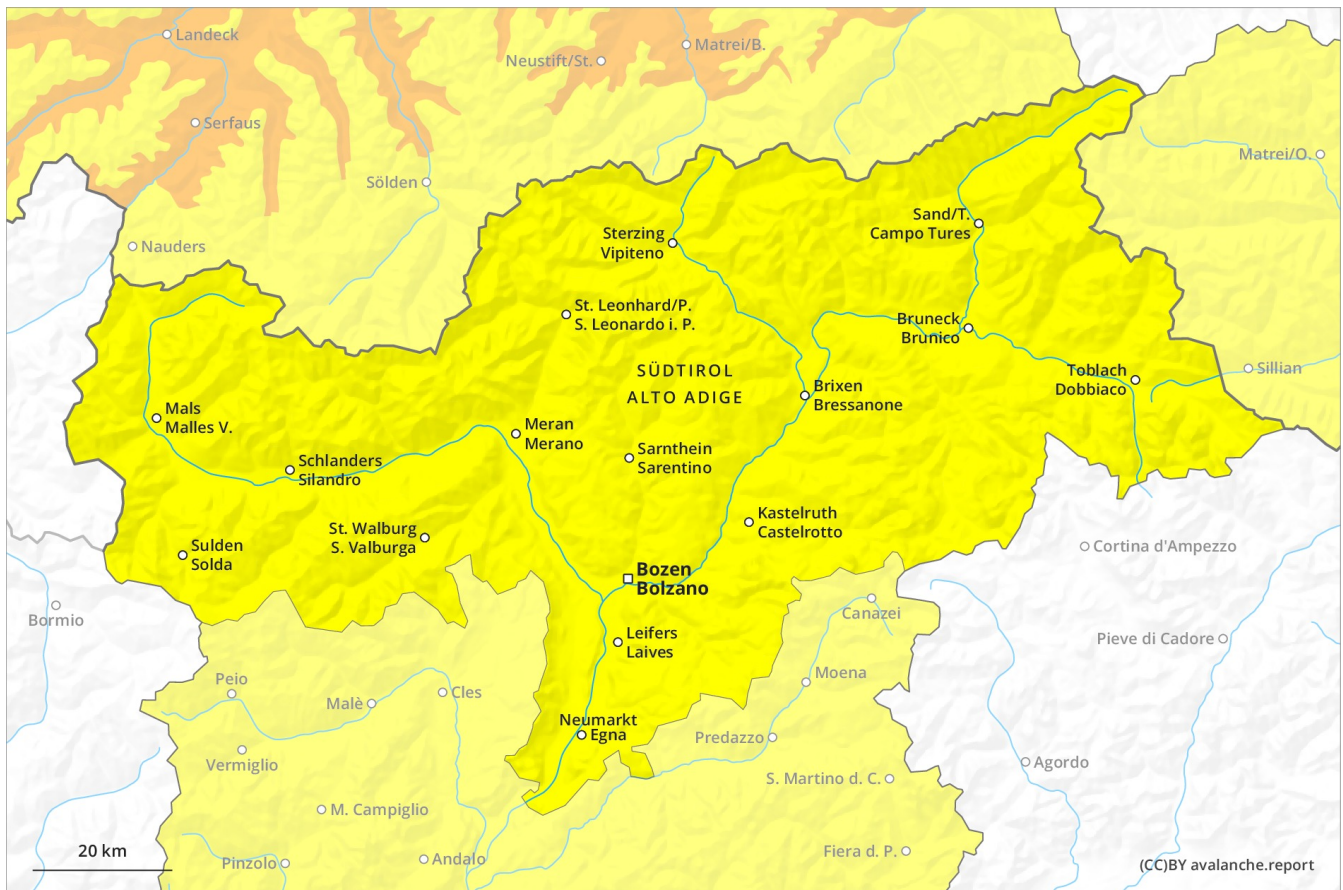 Landeck
Matrei/B.
Neustift/St.
Serfaus
Matrei/O.
Sölden
Sand/T.
Campo Tures
Sterzing
Vipiteno
Nauders
St. Leonhard/P.
S. Leonardo i. P.
Bruneck
Brunico
SÜDTIROL
ALTO ADIGE
Toblach
Dobbiaco
Sillian
Brixen
Bressanone
Mals
Malles V.
Meran
Merano
Sarnthein
Sarentino
Schlanders
Silandro
Kastelruth
Castelrotto
St. Walburg
S. Valburga
Sulden
Solda
Cortina d'Ampezzo
Bozen
Bolzano
Bormio
Canazei
Leifers
Laives
Pieve di Cadore
Peio
Moena
Cles
Malè
Neumarkt
Egna
Predazzo
Vermiglio
Agordo
S. Martino d. C.
M. Campiglio
20 km
Andalo
Pinzolo
Fiera d. P.
(CC)BY avalanche.report